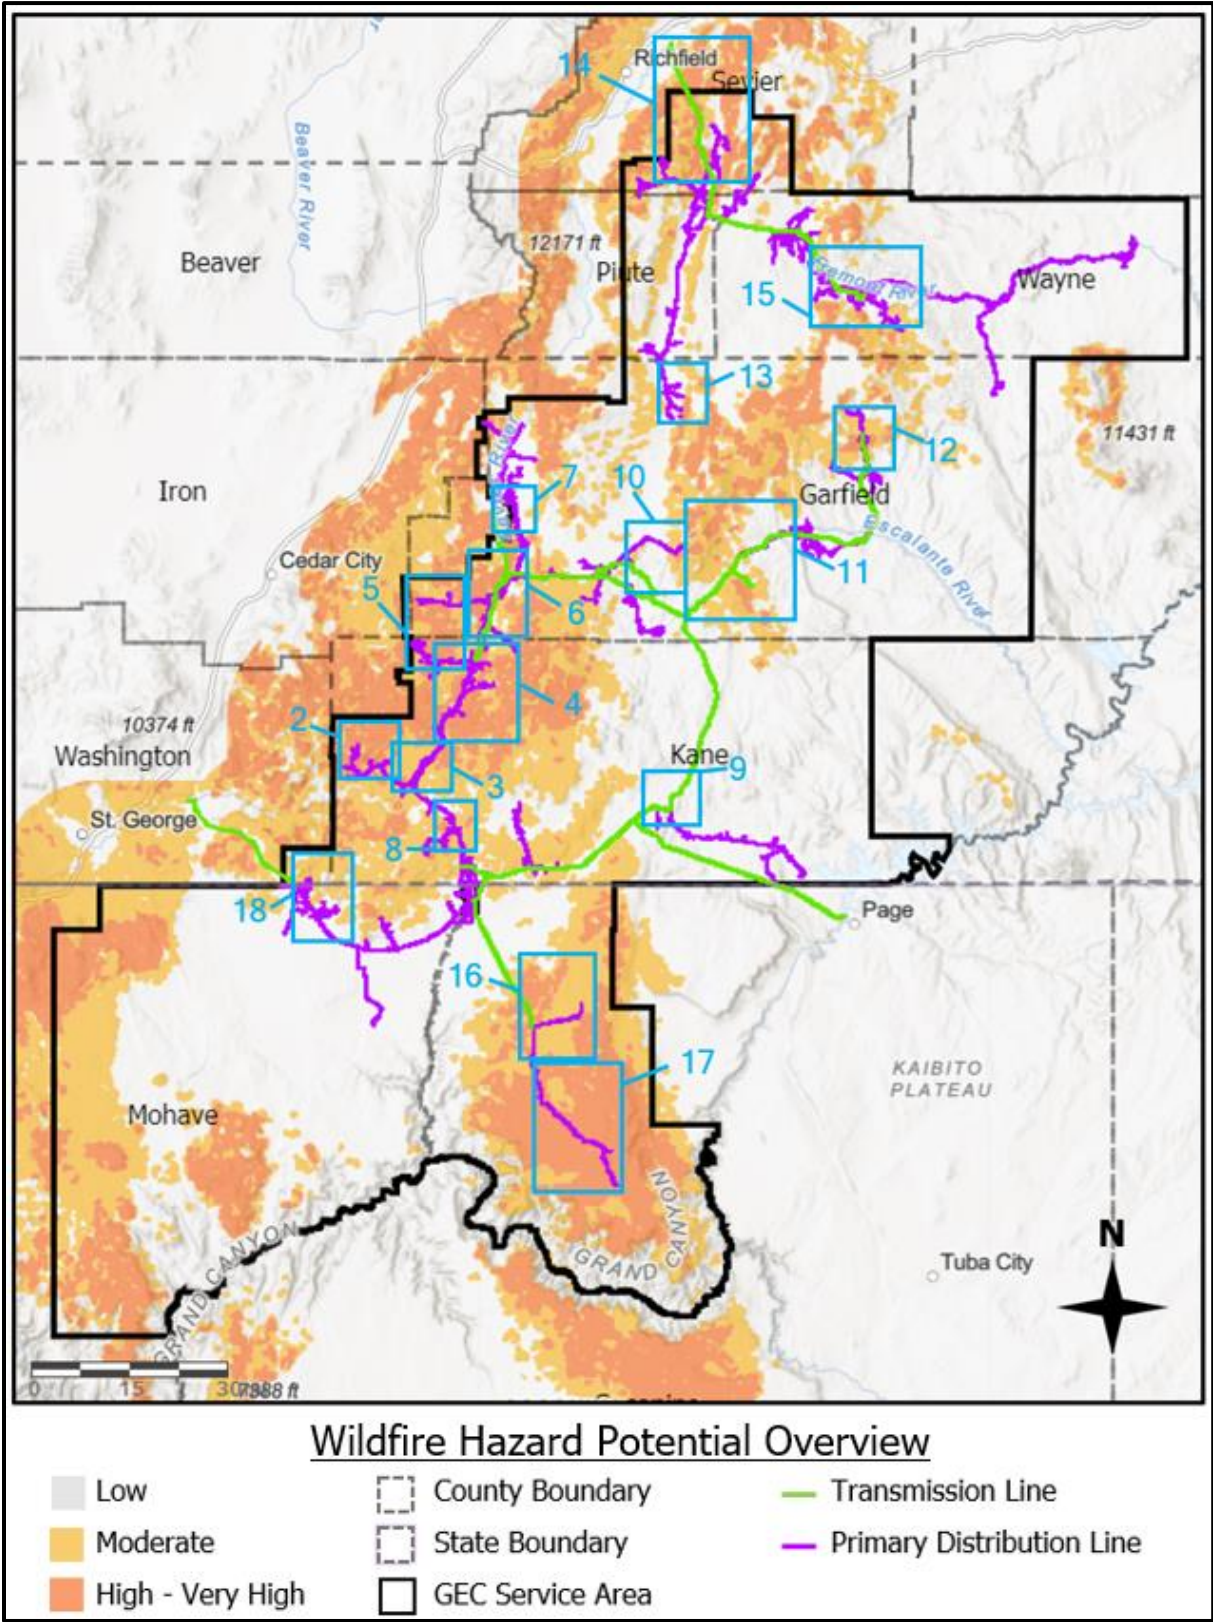 14
Richfield
Sevier
Beaver River
12171 ft
Beaver
Piute
Fremont River
Wayne
15
13
11431 ft
12
River
7
10
Iron
Garfield
Escalante River
Cedar City
5
6
11
2
10374 ft
4
Washington
Kane
9
3
St. George
8
18
Page
16
17
KAIBITO
PLATEAU
Mohave
GRAND CANYON
GRAND CANYON
N
Tuba City
0 15 30
7388 ft
Wildfire Hazard Potential Overview
Low
County Boundary
Transmission Line
Moderate
State Boundary
Primary Distribution Line
High - Very High
GEC Service Area